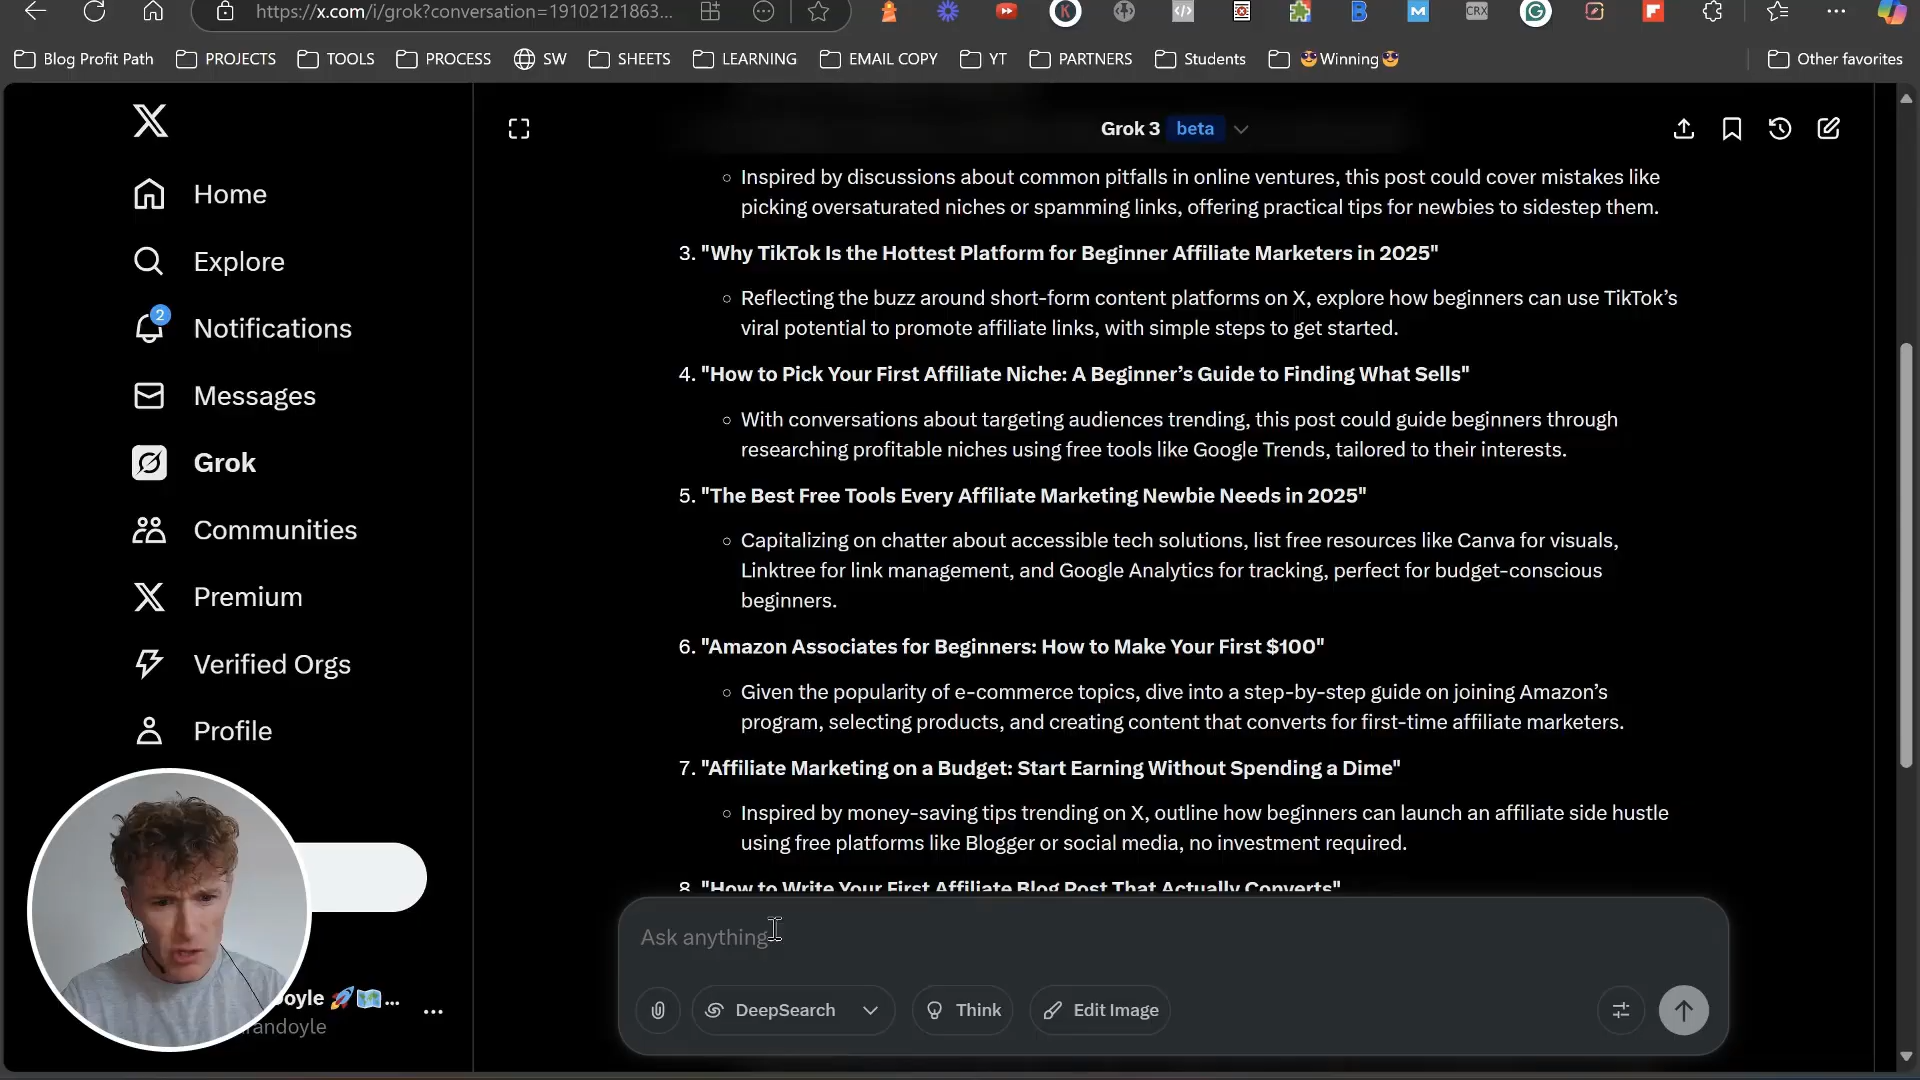 https://x.com/i/grok?conversation=19102121863...
CRX
Blog Profit Path
PROJECTS
TOOLS
PROCESS
SW
SHEETS
LEARNING
EMAIL COPY
YT
PARTNERS
Students
😎Winning😎
Other favorites
Grok 3 beta
Home
Explore
2
Notifications
Messages
Grok
Communities
Premium
Verified Orgs
Profile
oyle 🚀🗺️...
andoyle
◦ Inspired by discussions about common pitfalls in online ventures, this post could cover mistakes like
picking oversaturated niches or spamming links, offering practical tips for newbies to sidestep them.
3. "Why TikTok Is the Hottest Platform for Beginner Affiliate Marketers in 2025"
◦ Reflecting the buzz around short-form content platforms on X, explore how beginners can use TikTok’s
viral potential to promote affiliate links, with simple steps to get started.
4. "How to Pick Your First Affiliate Niche: A Beginner’s Guide to Finding What Sells"
◦ With conversations about targeting audiences trending, this post could guide beginners through
researching profitable niches using free tools like Google Trends, tailored to their interests.
5. "The Best Free Tools Every Affiliate Marketing Newbie Needs in 2025"
◦ Capitalizing on chatter about accessible tech solutions, list free resources like Canva for visuals,
Linktree for link management, and Google Analytics for tracking, perfect for budget-conscious
beginners.
6. "Amazon Associates for Beginners: How to Make Your First $100"
◦ Given the popularity of e-commerce topics, dive into a step-by-step guide on joining Amazon’s
program, selecting products, and creating content that converts for first-time affiliate marketers.
7. "Affiliate Marketing on a Budget: Start Earning Without Spending a Dime"
◦ Inspired by money-saving tips trending on X, outline how beginners can launch an affiliate side hustle
using free platforms like Blogger or social media, no investment required.
8. "How to Write Your First Affiliate Blog Post That Actually Converts"
Ask anything
DeepSearch
Think
Edit Image